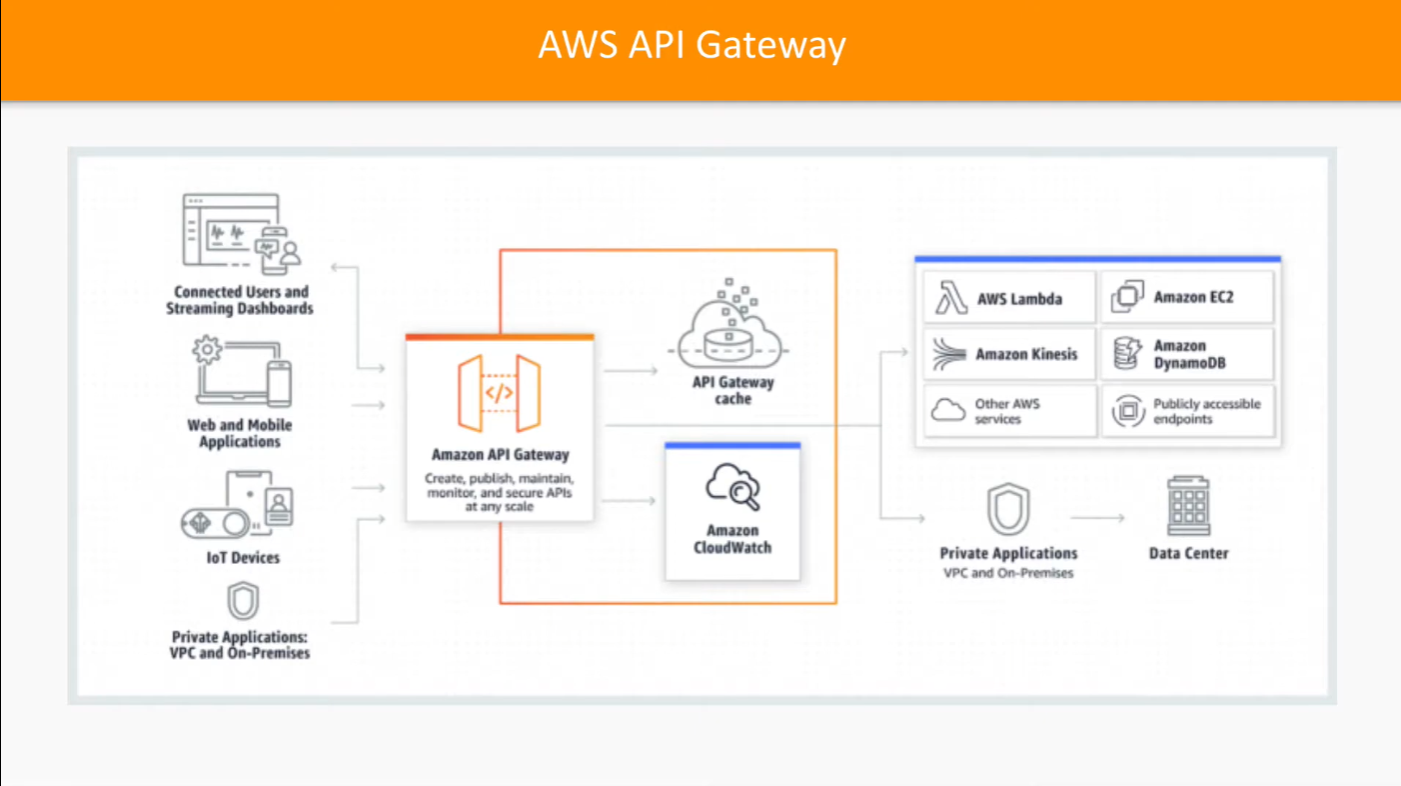 AWS API Gateway
Connected Users and
Streaming Dashboards
Web and Mobile
Applications
IoT Devices
Private Applications:
VPC and On-Premises
</>
Amazon API Gateway
Create, publish, maintain,
monitor, and secure APIs
at any scale
API Gateway
cache
Amazon
CloudWatch
AWS Lambda
Amazon EC2
Amazon Kinesis
Amazon
DynamoDB
Other AWS
services
Publicly accessible
endpoints
Private Applications
VPC and On-Premises
Data Center